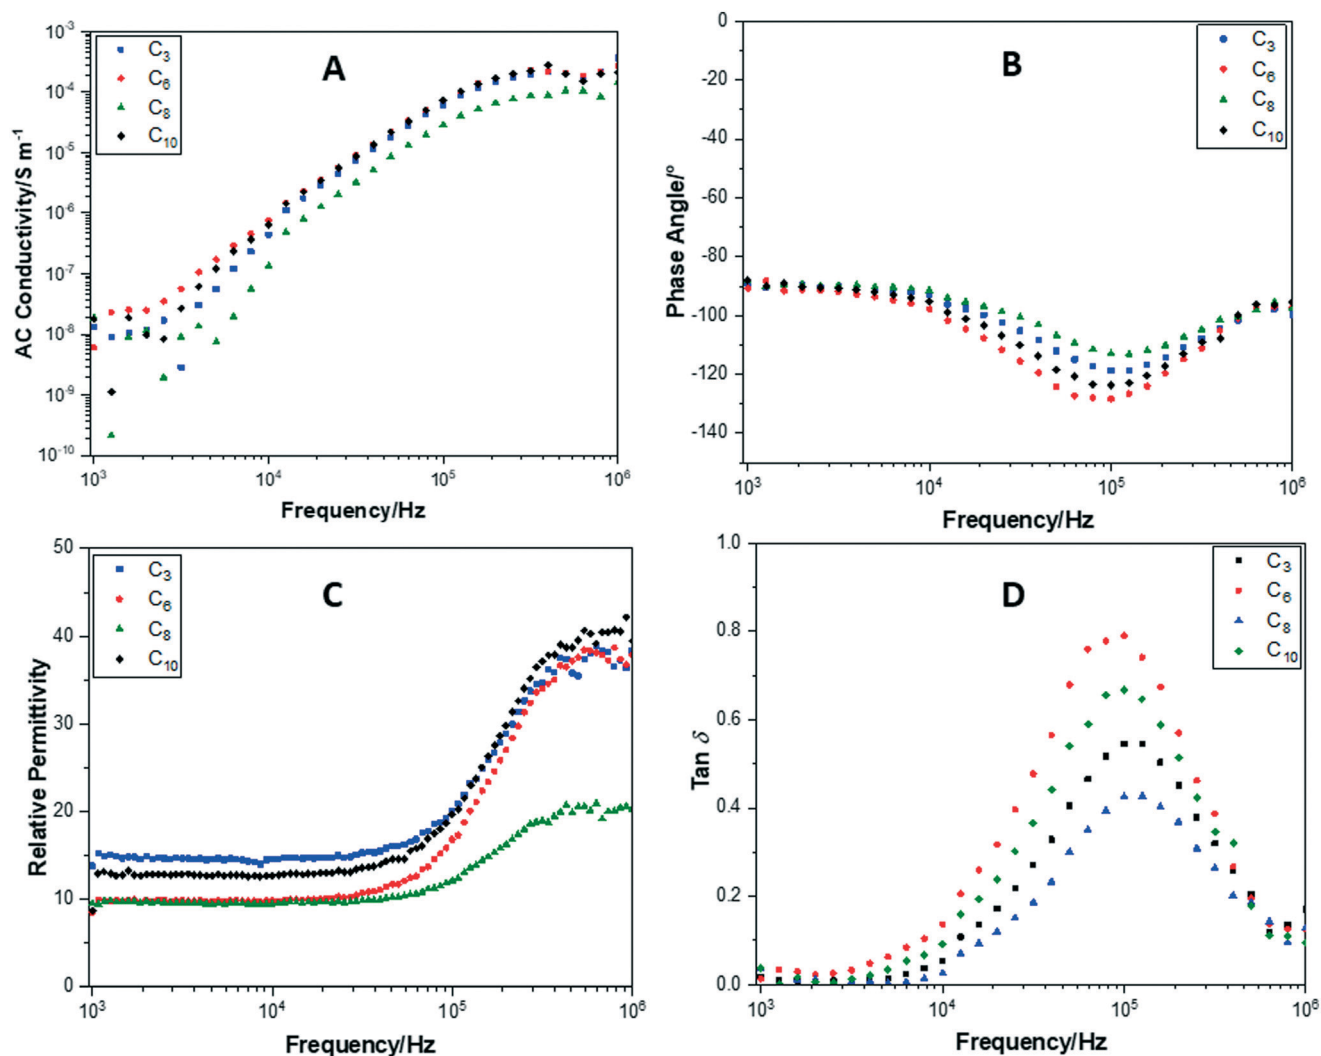 A
C₃
C₆
C₈
C₁₀
AC Conductivity/S m⁻¹
10⁻³
10⁻⁴
10⁻⁵
10⁻⁶
10⁻⁷
10⁻⁸
10⁻⁹
10⁻¹⁰
10³ 10⁴ 10⁵ 10⁶
Frequency/Hz
B
C₃
C₆
C₈
C₁₀
Phase Angle/°
0
-20
-40
-60
-80
-100
-120
-140
10³ 10⁴ 10⁵ 10⁶
Frequency/Hz
C
C₃
C₆
C₈
C₁₀
Relative Permittivity
50
40
30
20
10
0
10³ 10⁴ 10⁵ 10⁶
Frequency/Hz
D
C₃
C₆
C₈
C₁₀
Tan δ
1.0
0.8
0.6
0.4
0.2
0.0
10³ 10⁴ 10⁵ 10⁶
Frequency/Hz